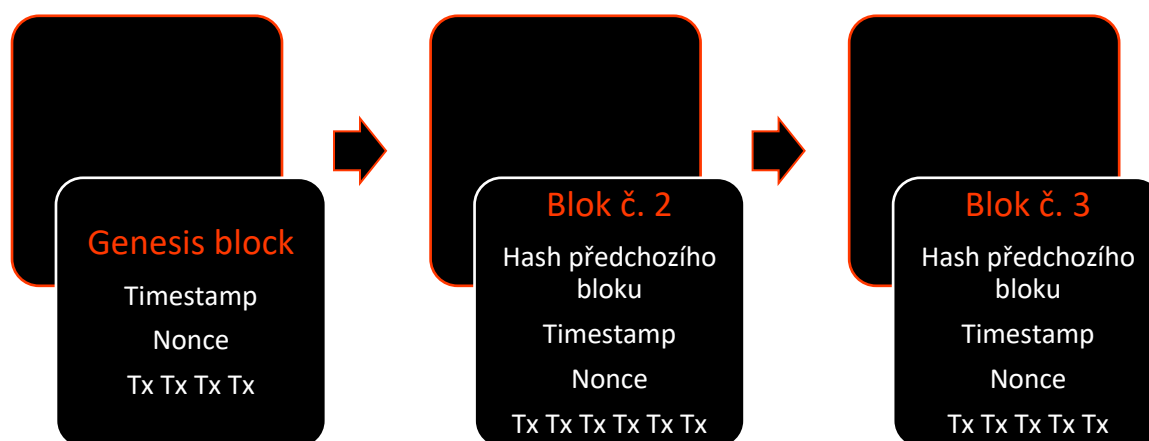 Genesis block
Timestamp
Nonce
Tx Tx Tx Tx
Blok č. 2
Hash předchozího
bloku
Timestamp
Nonce
Tx Tx Tx Tx Tx Tx
Blok č. 3
Hash předchozího
bloku
Timestamp
Nonce
Tx Tx Tx Tx Tx